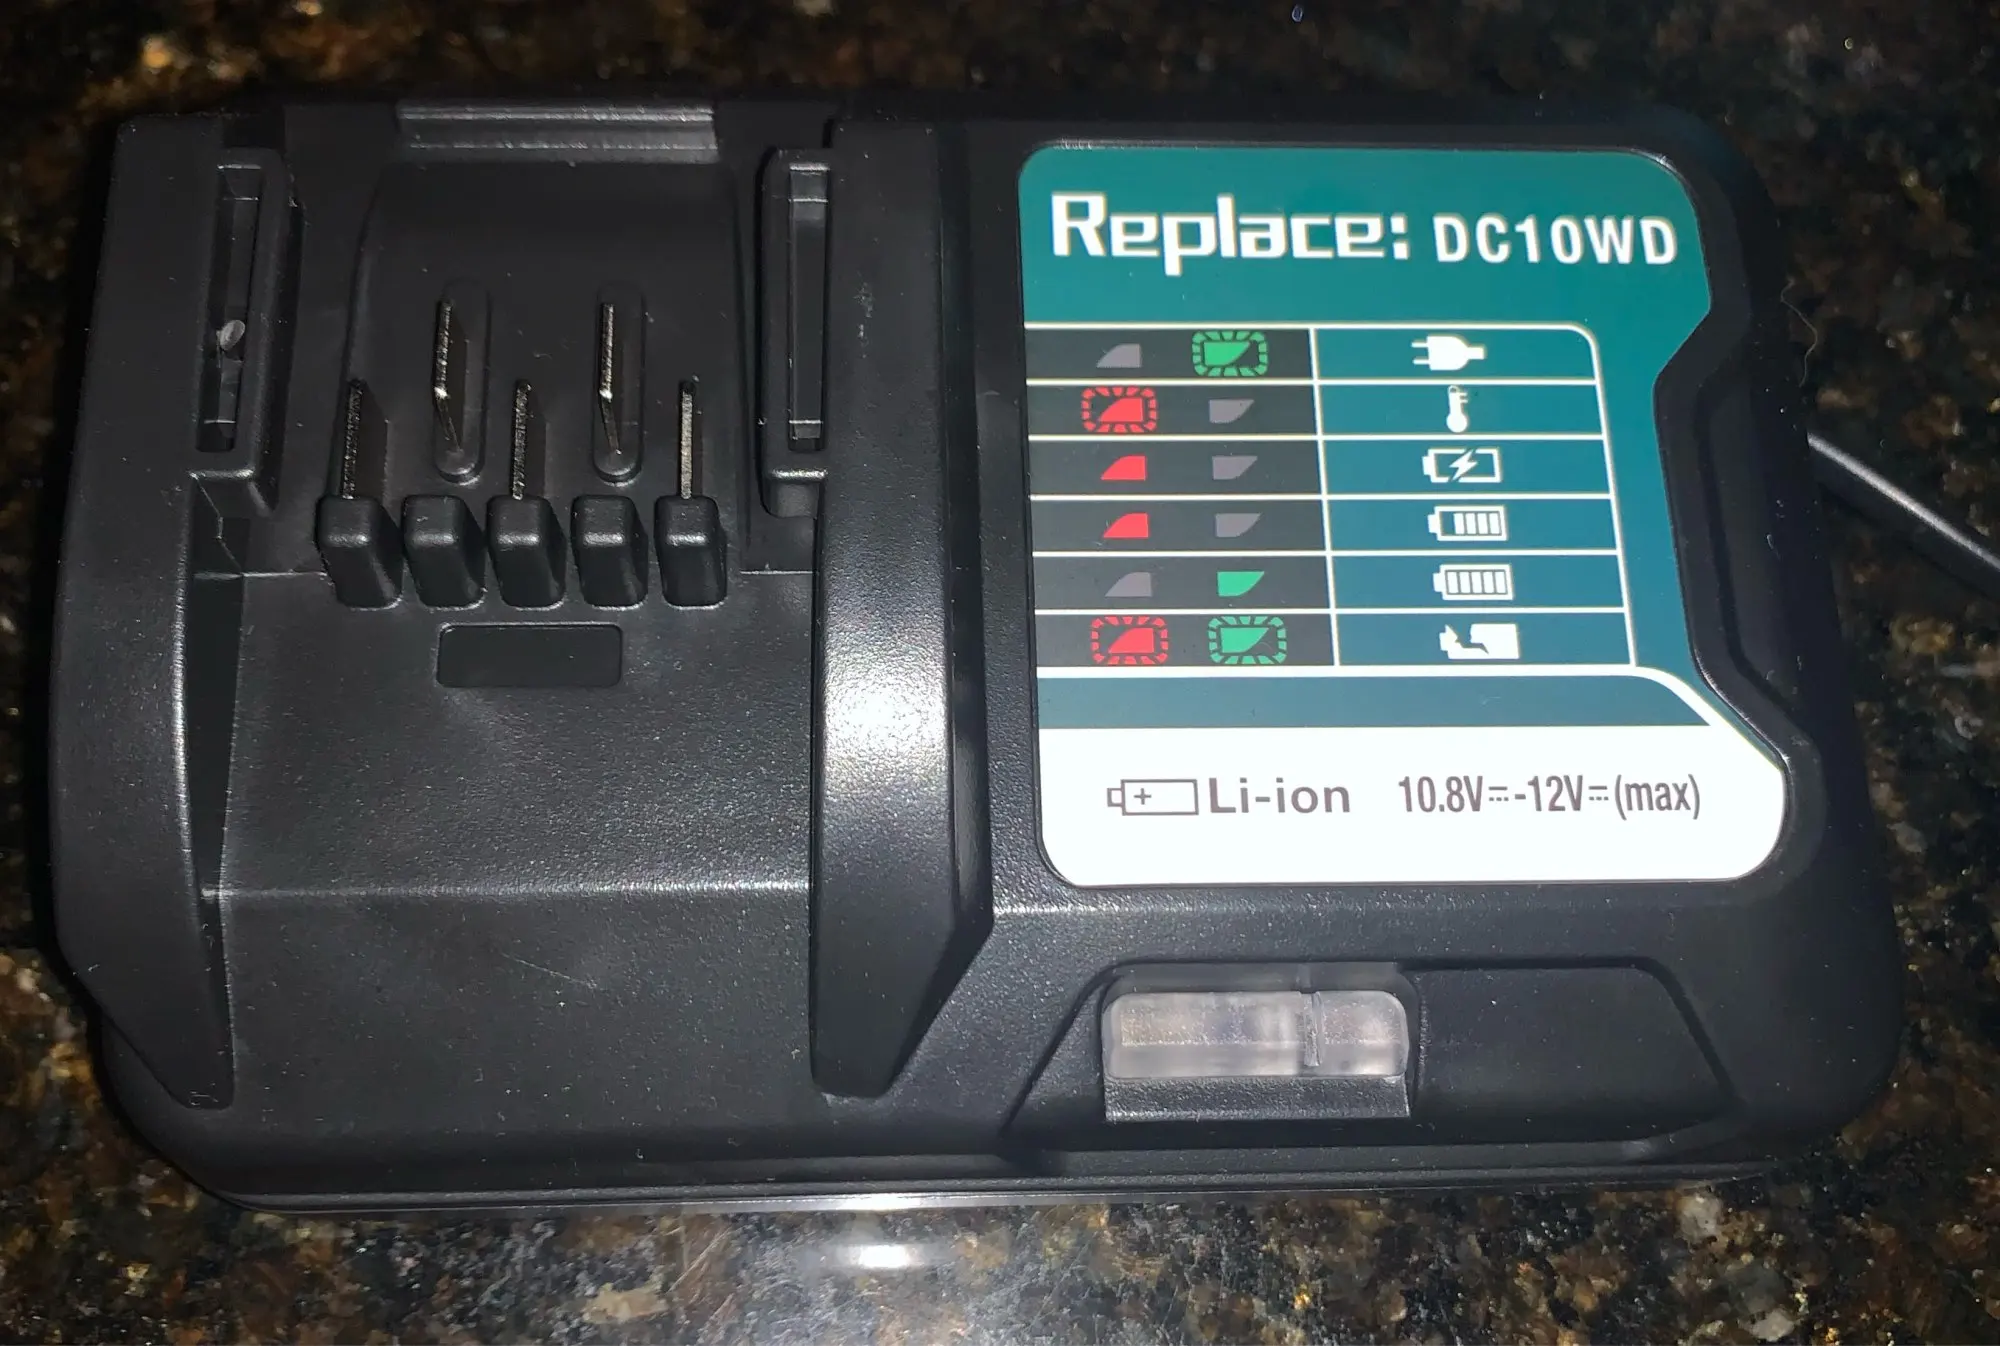 Replace: DC10WD
Li-ion 10.8V⎓-12V⎓(max)